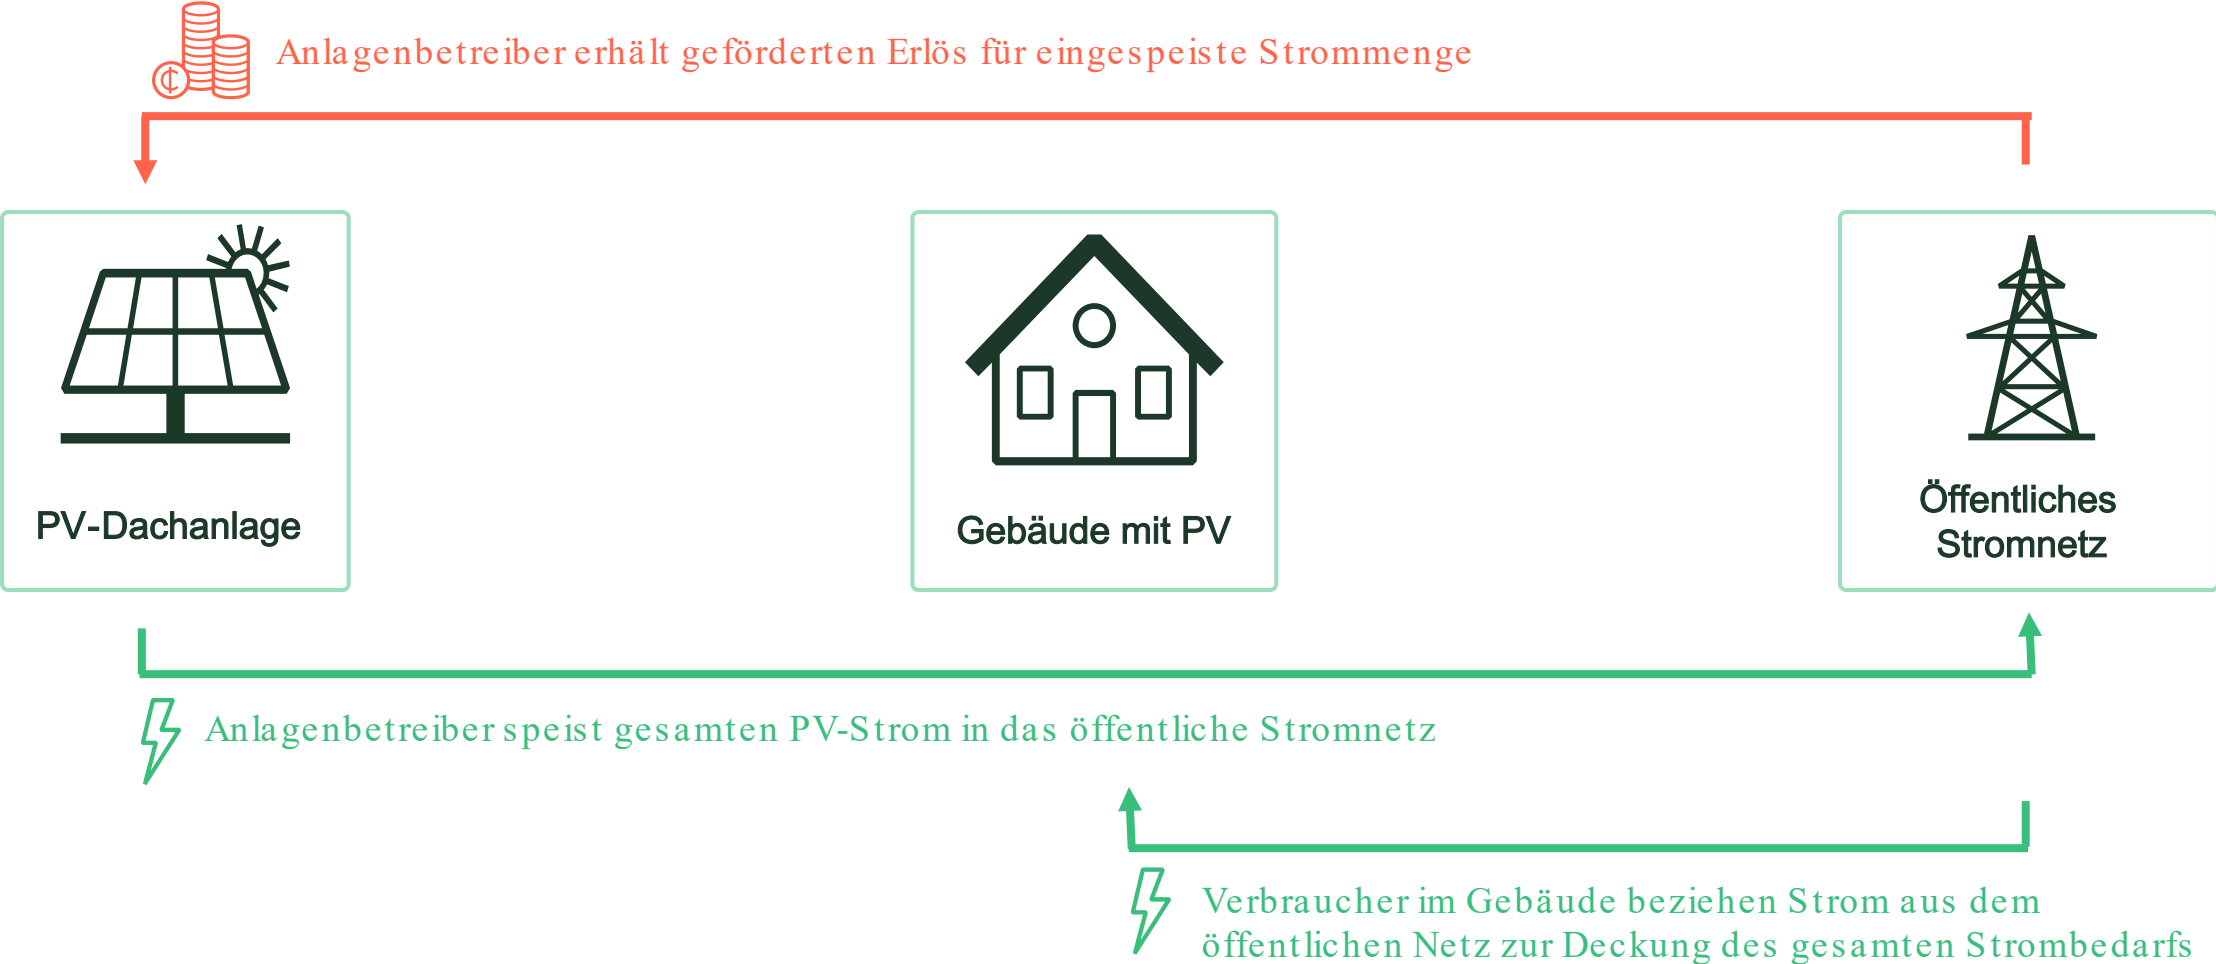 Anlagenbetreiber erhält geförderten Erlös für eingespeiste Strommenge
PV-Dachanlage
Gebäude mit PV
Öffentliches
Stromnetz
Anlagenbetreiber speist gesamten PV-Strom in das öffentliche Stromnetz
Verbraucher im Gebäude beziehen Strom aus dem
öffentlichen Netz zur Deckung des gesamten Strombedarfs